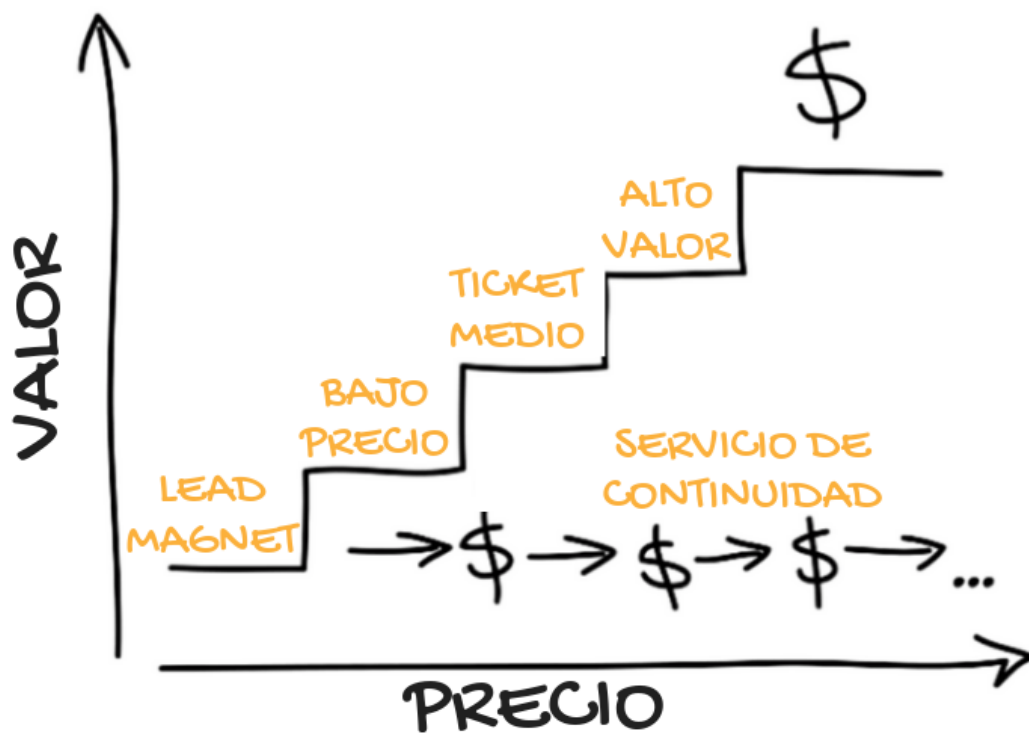 $
ALTO
VALOR
TICKET
MEDIO
BAJO
PRECIO
LEAD
MAGNET
SERVICIO DE
CONTINUIDAD
$ $ $ ...
VALOR
PRECIO